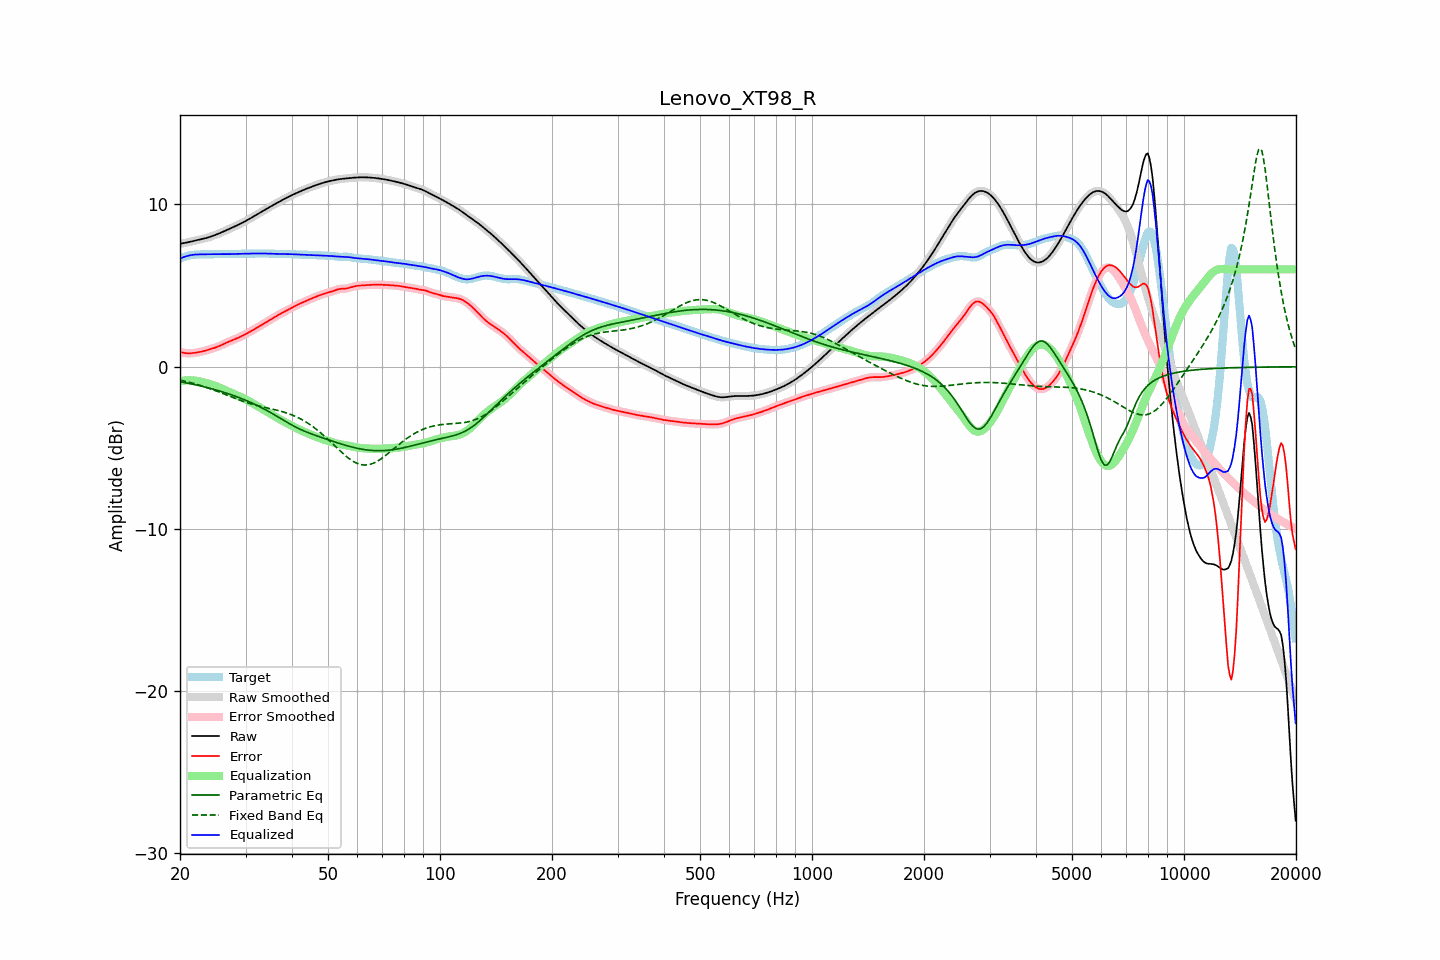 Lenovo_XT98_R
Amplitude (dBr)
10
0
−10
−20
−30
Target
Raw Smoothed
Error Smoothed
Raw
Error
Equalization
Parametric Eq
Fixed Band Eq
Equalized
20 50 100 200 500 1000 2000 5000 10000 20000
Frequency (Hz)